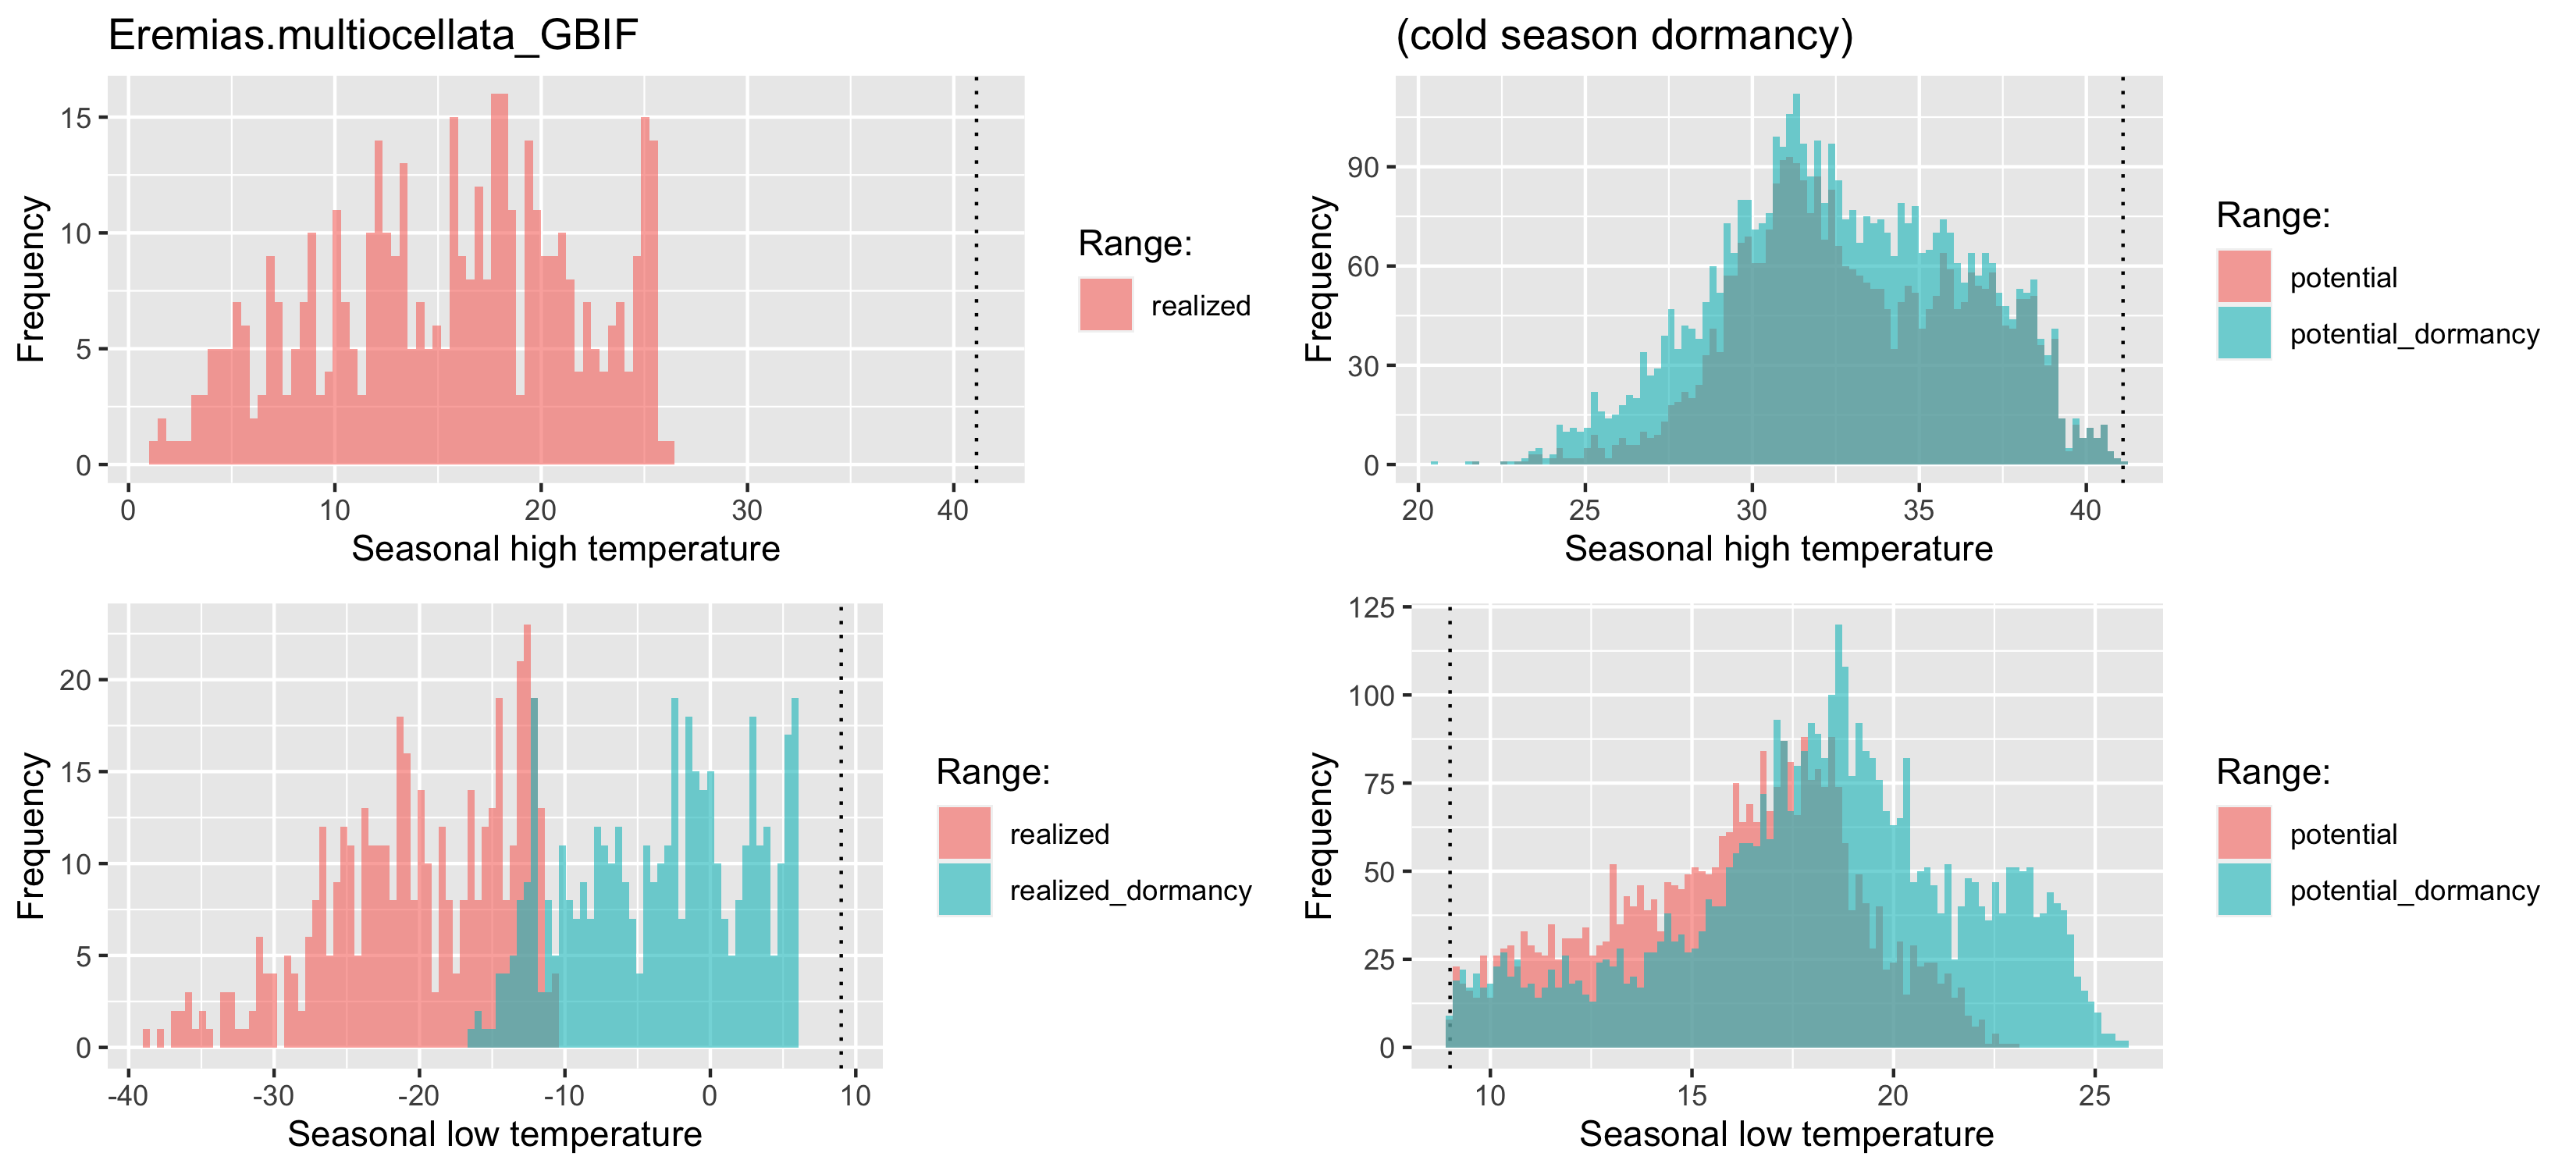 Eremias.multiocellata_GBIF
(cold season dormancy)
15
10
5
0
Frequency
0 10 20 30 40
Seasonal high temperature
Range:
realized
90
60
30
0
Frequency
20 25 30 35 40
Seasonal high temperature
Range:
potential
potential_dormancy
20
15
10
5
0
Frequency
-40 -30 -20 -10 0 10
Seasonal low temperature
Range:
realized
realized_dormancy
125
100
75
50
25
0
Frequency
10 15 20 25
Seasonal low temperature
Range:
potential
potential_dormancy